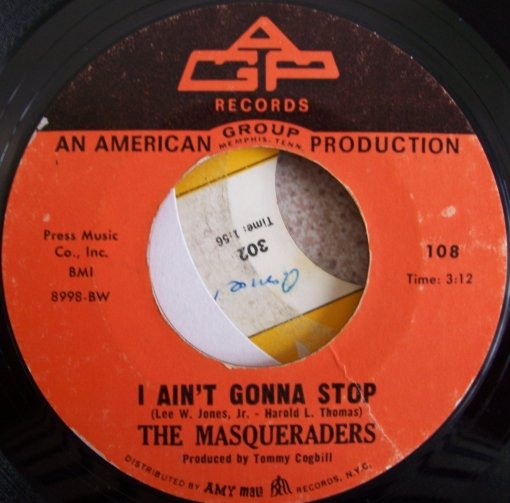 AGP
RECORDS
AN AMERICAN GROUP PRODUCTION
MEMPHIS, TENN.
Press Music
Co., Inc.
BMI
8998-BW
108
Time: 3:12
302
Time: 1:56
I AIN'T GONNA STOP
(Lee W. Jones, Jr. - Harold L. Thomas)
THE MASQUERADERS
Produced by Tommy Cogbill
DISTRIBUTED BY AMY mala Bell RECORDS, N.Y.C.